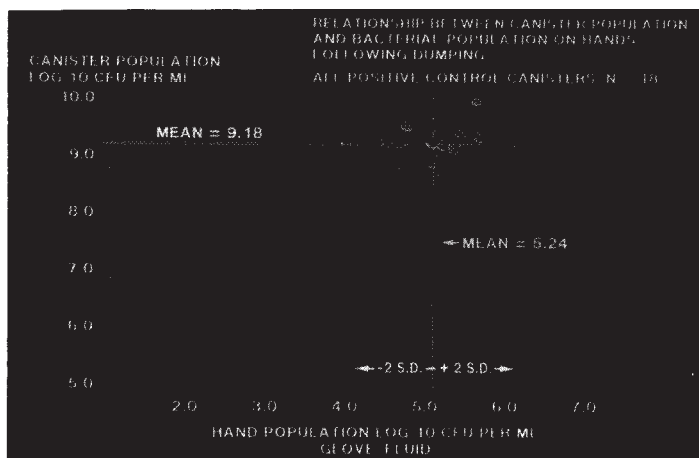 RELATIONSHIP BETWEEN CANISTER POPULATION
AND BACTERIAL POPULATION ON HANDS
FOLLOWING DUMPING
ALL POSITIVE CONTROL CANISTERS N 18
CANISTER POPULATION
LOG 10 CFU PER Ml
10.0
MEAN = 9.18
9.0
8.0
MEAN = 5.24
7.0
6.0
-2 S.D. + 2 S.D.
5.0
2.0 3.0 4.0 5.0 6.0 7.0
HAND POPULATION LOG 10 CFU PER Ml
GLOVE FLUID